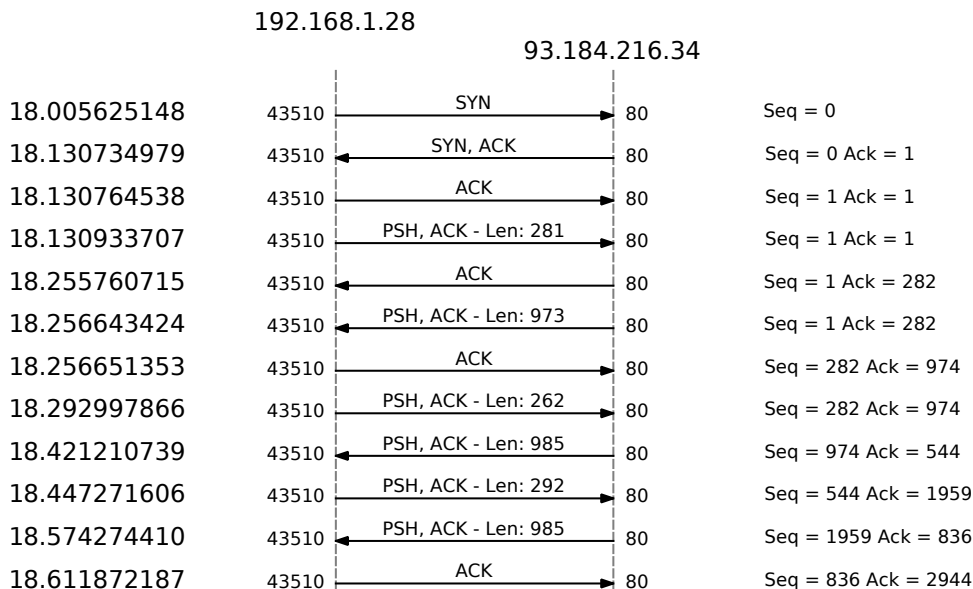 192.168.1.28
93.184.216.34
18.005625148 43510 SYN 80 Seq = 0
18.130734979 43510 SYN, ACK 80 Seq = 0 Ack = 1
18.130764538 43510 ACK 80 Seq = 1 Ack = 1
18.130933707 43510 PSH, ACK - Len: 281 80 Seq = 1 Ack = 1
18.255760715 43510 ACK 80 Seq = 1 Ack = 282
18.256643424 43510 PSH, ACK - Len: 973 80 Seq = 1 Ack = 282
18.256651353 43510 ACK 80 Seq = 282 Ack = 974
18.292997866 43510 PSH, ACK - Len: 262 80 Seq = 282 Ack = 974
18.421210739 43510 PSH, ACK - Len: 985 80 Seq = 974 Ack = 544
18.447271606 43510 PSH, ACK - Len: 292 80 Seq = 544 Ack = 1959
18.574274410 43510 PSH, ACK - Len: 985 80 Seq = 1959 Ack = 836
18.611872187 43510 ACK 80 Seq = 836 Ack = 2944